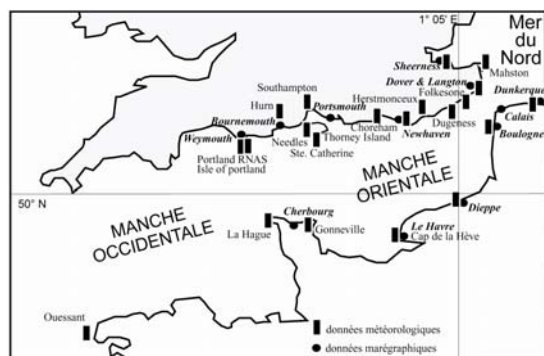 1° 05' E
Mer
du
Nord
Sheerness
Mahston
Dover & Langton
Folkesone
Dunkerque
Southampton
Hurn
Portsmouth
Herstmonceux
Calais
Bournemouth
Boulogne
Weymouth
Choreham
Newhaven
Dugeness
Needles
Thorney Island
Portland RNAS
Ste. Catherine
Isle of portland
MANCHE
ORIENTALE
50° N
Cherbourg
Dieppe
MANCHE
OCCIDENTALE
La Hague
Gonneville
Le Havre
Cap de la Hève
Ouessant
données météorologiques
données marégraphiques